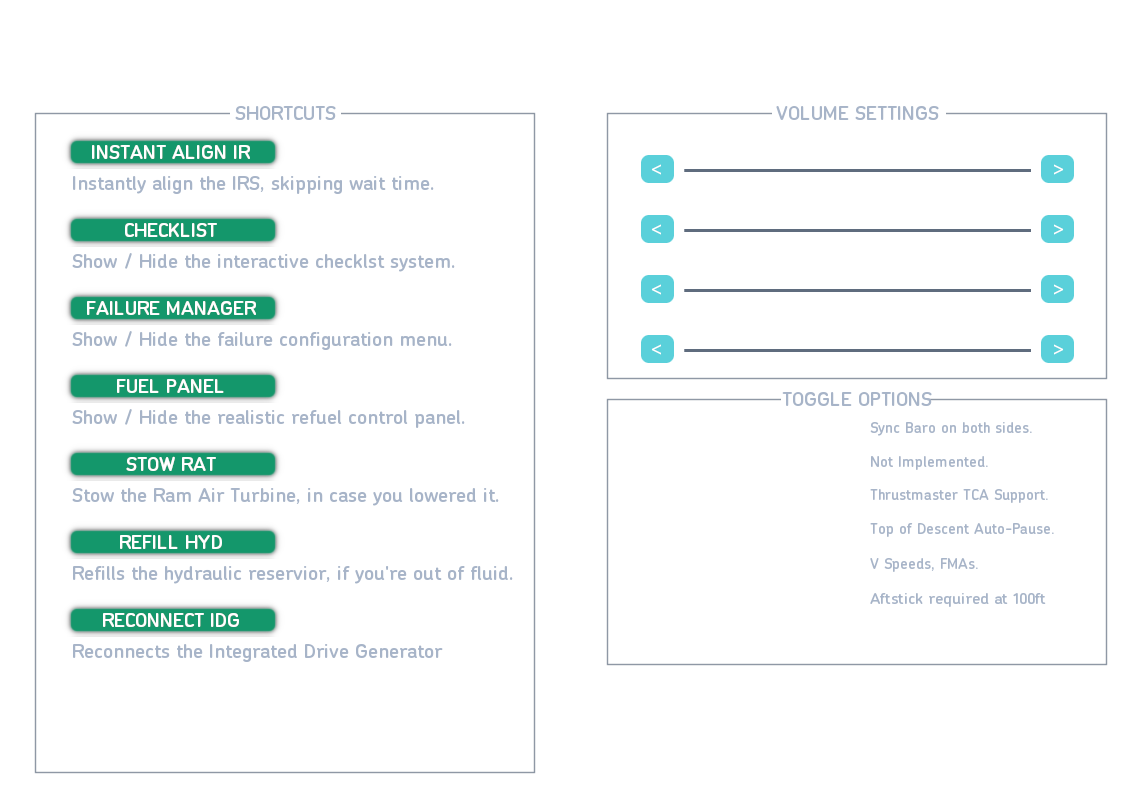 SHORTCUTS
INSTANT ALIGN IR
Instantly align the IRS, skipping wait time.
CHECKLIST
Show / Hide the interactive checklst system.
FAILURE MANAGER
Show / Hide the failure configuration menu.
FUEL PANEL
Show / Hide the realistic refuel control panel.
STOW RAT
Stow the Ram Air Turbine, in case you lowered it.
REFILL HYD
Refills the hydraulic reservior, if you're out of fluid.
RECONNECT IDG
Reconnects the Integrated Drive Generator
VOLUME SETTINGS
< >
< >
< >
< >
TOGGLE OPTIONS
Sync Baro on both sides.
Not Implemented.
Thrustmaster TCA Support.
Top of Descent Auto-Pause.
V Speeds, FMAs.
Aftstick required at 100ft